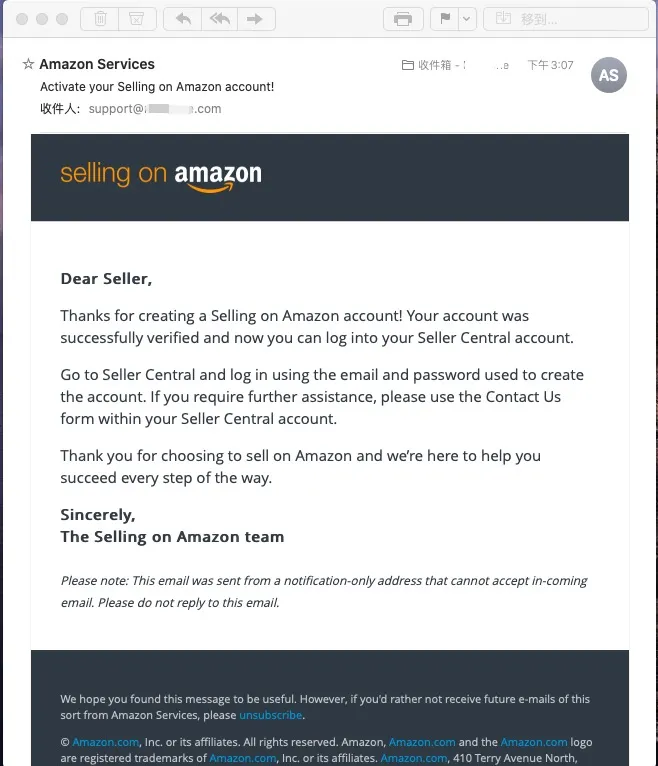 移到...
Amazon Services
收件箱 -
下午 3:07
AS
Activate your Selling on Amazon account!
收件人: support@ .com
selling on amazon
Dear Seller,
Thanks for creating a Selling on Amazon account! Your account was
successfully verified and now you can log into your Seller Central account.
Go to Seller Central and log in using the email and password used to create
the account. If you require further assistance, please use the Contact Us
form within your Seller Central account.
Thank you for choosing to sell on Amazon and we’re here to help you
succeed every step of the way.
Sincerely,
The Selling on Amazon team
Please note: This email was sent from a notification-only address that cannot accept in-coming
email. Please do not reply to this email.
We hope you found this message to be useful. However, if you'd rather not receive future e-mails of this
sort from Amazon Services, please unsubscribe.
© Amazon.com, Inc. or its affiliates. All rights reserved. Amazon, Amazon.com and the Amazon.com logo
are registered trademarks of Amazon.com, Inc. or its affiliates. Amazon.com, 410 Terry Avenue North,